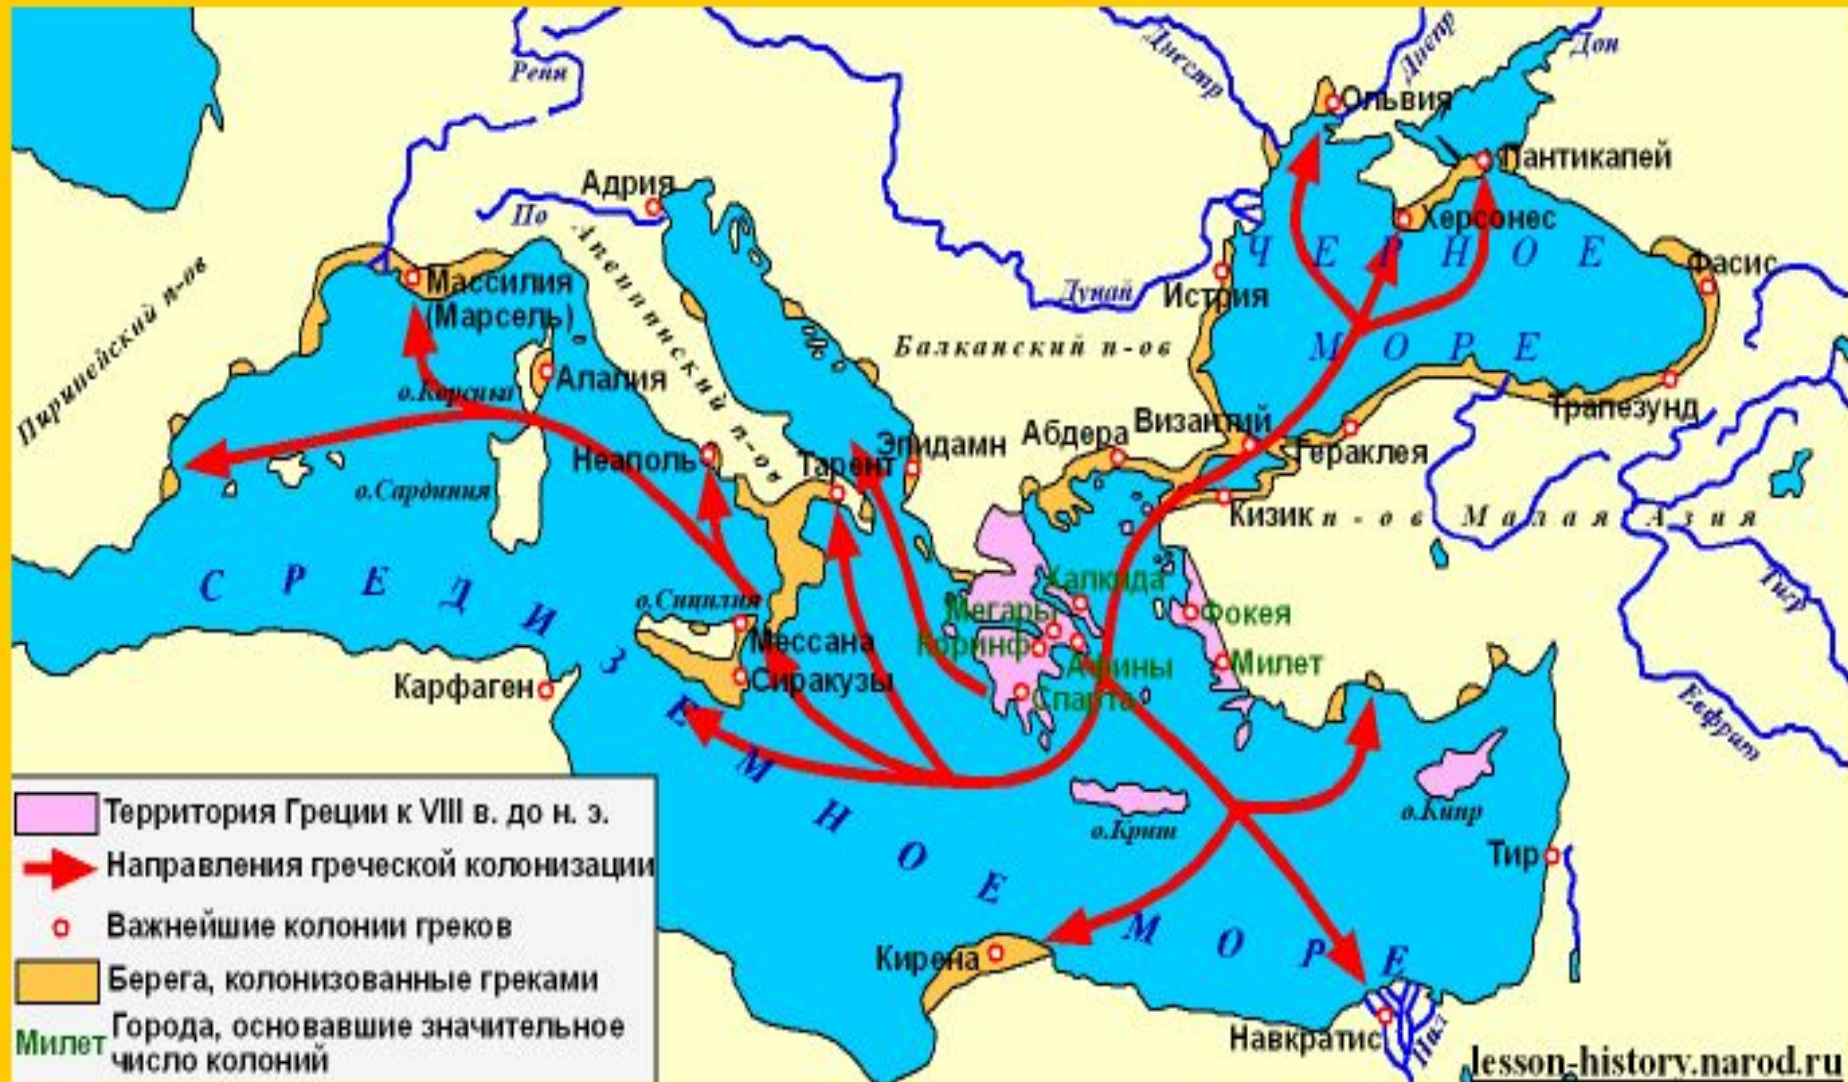 Днестр
Днепр
Дон
Рейн
Ольвия
Пантикапей
Адрия
По
Херсонес
Апеннинский п-ов
ЧЕРНОЕ
МОРЕ
Фасис
Пиринейский п-ов
Массилия
(Марсель)
Дунай
Истрия
Балканский п-ов
Алалия
о.Корсика
Трапезунд
Византий
Абдера
Гераклея
Эпидамн
Неаполь
Тарент
о.Сардиния
Кизик
п-ов Малая Азия
СРЕДИЗЕМНОЕ МОРЕ
Халкида
Тигр
о.Сицилия
Мегары
Фокея
Мессана
Коринф
Афины
Милет
Карфаген
Сиракузы
Спарта
Евфрат
о.Крит
о.Кипр
Тир
Кирена
Навкратис
Нил
Территория Греции к VIII в. до н. э.
Направления греческой колонизации
Важнейшие колонии греков
Берега, колонизованные греками
Милет Города, основавшие значительное
число колоний
lesson-history.narod.ru